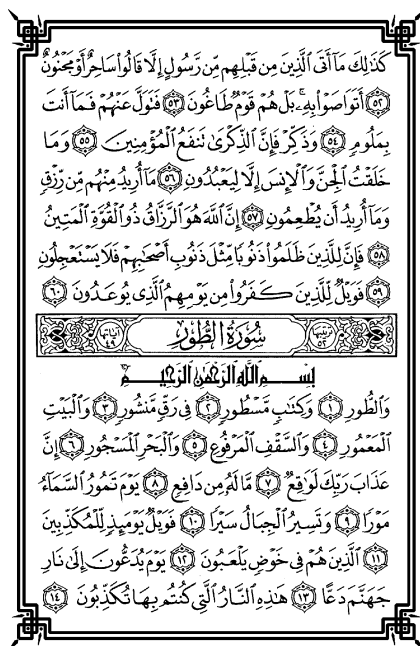 كَذَٰلِكَ مَآ أَتَى ٱلَّذِينَ مِن قَبْلِهِم مِّن رَّسُولٍ إِلَّا قَالُوا۟ سَاحِرٌ أَوْ مَجْنُونٌ
﴿٥٢﴾ أَتَوَاصَوْا۟ بِهِۦ ۚ بَلْ هُمْ قَوْمٌ طَاغُونَ ﴿٥٣﴾ فَتَوَلَّ عَنْهُمْ فَمَآ أَنتَ
بِمَلُومٍ ﴿٥٤﴾ وَذَكِّرْ فَإِنَّ ٱلذِّكْرَىٰ تَنفَعُ ٱلْمُؤْمِنِينَ ﴿٥٥﴾ وَمَا
خَلَقْتُ ٱلْجِنَّ وَٱلْإِنسَ إِلَّا لِيَعْبُدُونِ ﴿٥٦﴾ مَآ أُرِيدُ مِنْهُم مِّن رِّزْقٍ
وَمَآ أُرِيدُ أَن يُطْعِمُونِ ﴿٥٧﴾ إِنَّ ٱللَّهَ هُوَ ٱلرَّزَّاقُ ذُو ٱلْقُوَّةِ ٱلْمَتِينُ
﴿٥٨﴾ فَإِنَّ لِلَّذِينَ ظَلَمُوا۟ ذَنُوبًا مِّثْلَ ذَنُوبِ أَصْحَٰبِهِمْ فَلَا يَسْتَعْجِلُونِ
﴿٥٩﴾ فَوَيْلٌ لِّلَّذِينَ كَفَرُوا۟ مِن يَوْمِهِمُ ٱلَّذِى يُوعَدُونَ ﴿٦٠﴾
ترتيبها ٥٢ سُورَةُ الطُّورِ آياتها ٤٩
بِسْمِ ٱللَّهِ ٱلرَّحْمَٰنِ ٱلرَّحِيمِ
وَٱلطُّورِ ﴿١﴾ وَكِتَٰبٍ مَّسْطُورٍ ﴿٢﴾ فِى رَقٍّ مَّنشُورٍ ﴿٣﴾ وَٱلْبَيْتِ
ٱلْمَعْمُورِ ﴿٤﴾ وَٱلسَّقْفِ ٱلْمَرْفُوعِ ﴿٥﴾ وَٱلْبَحْرِ ٱلْمَسْجُورِ ﴿٦﴾ إِنَّ
عَذَابَ رَبِّكَ لَوَٰقِعٌ ﴿٧﴾ مَّا لَهُۥ مِن دَافِعٍ ﴿٨﴾ يَوْمَ تَمُورُ ٱلسَّمَآءُ
مَوْرًا ﴿٩﴾ وَتَسِيرُ ٱلْجِبَالُ سَيْرًا ﴿١٠﴾ فَوَيْلٌ يَوْمَئِذٍ لِّلْمُكَذِّبِينَ
﴿١١﴾ ٱلَّذِينَ هُمْ فِى خَوْضٍ يَلْعَبُونَ ﴿١٢﴾ يَوْمَ يُدَعُّونَ إِلَىٰ نَارِ
جَهَنَّمَ دَعًّا ﴿١٣﴾ هَٰذِهِ ٱلنَّارُ ٱلَّتِى كُنتُم بِهَا تُكَذِّبُونَ ﴿١٤﴾